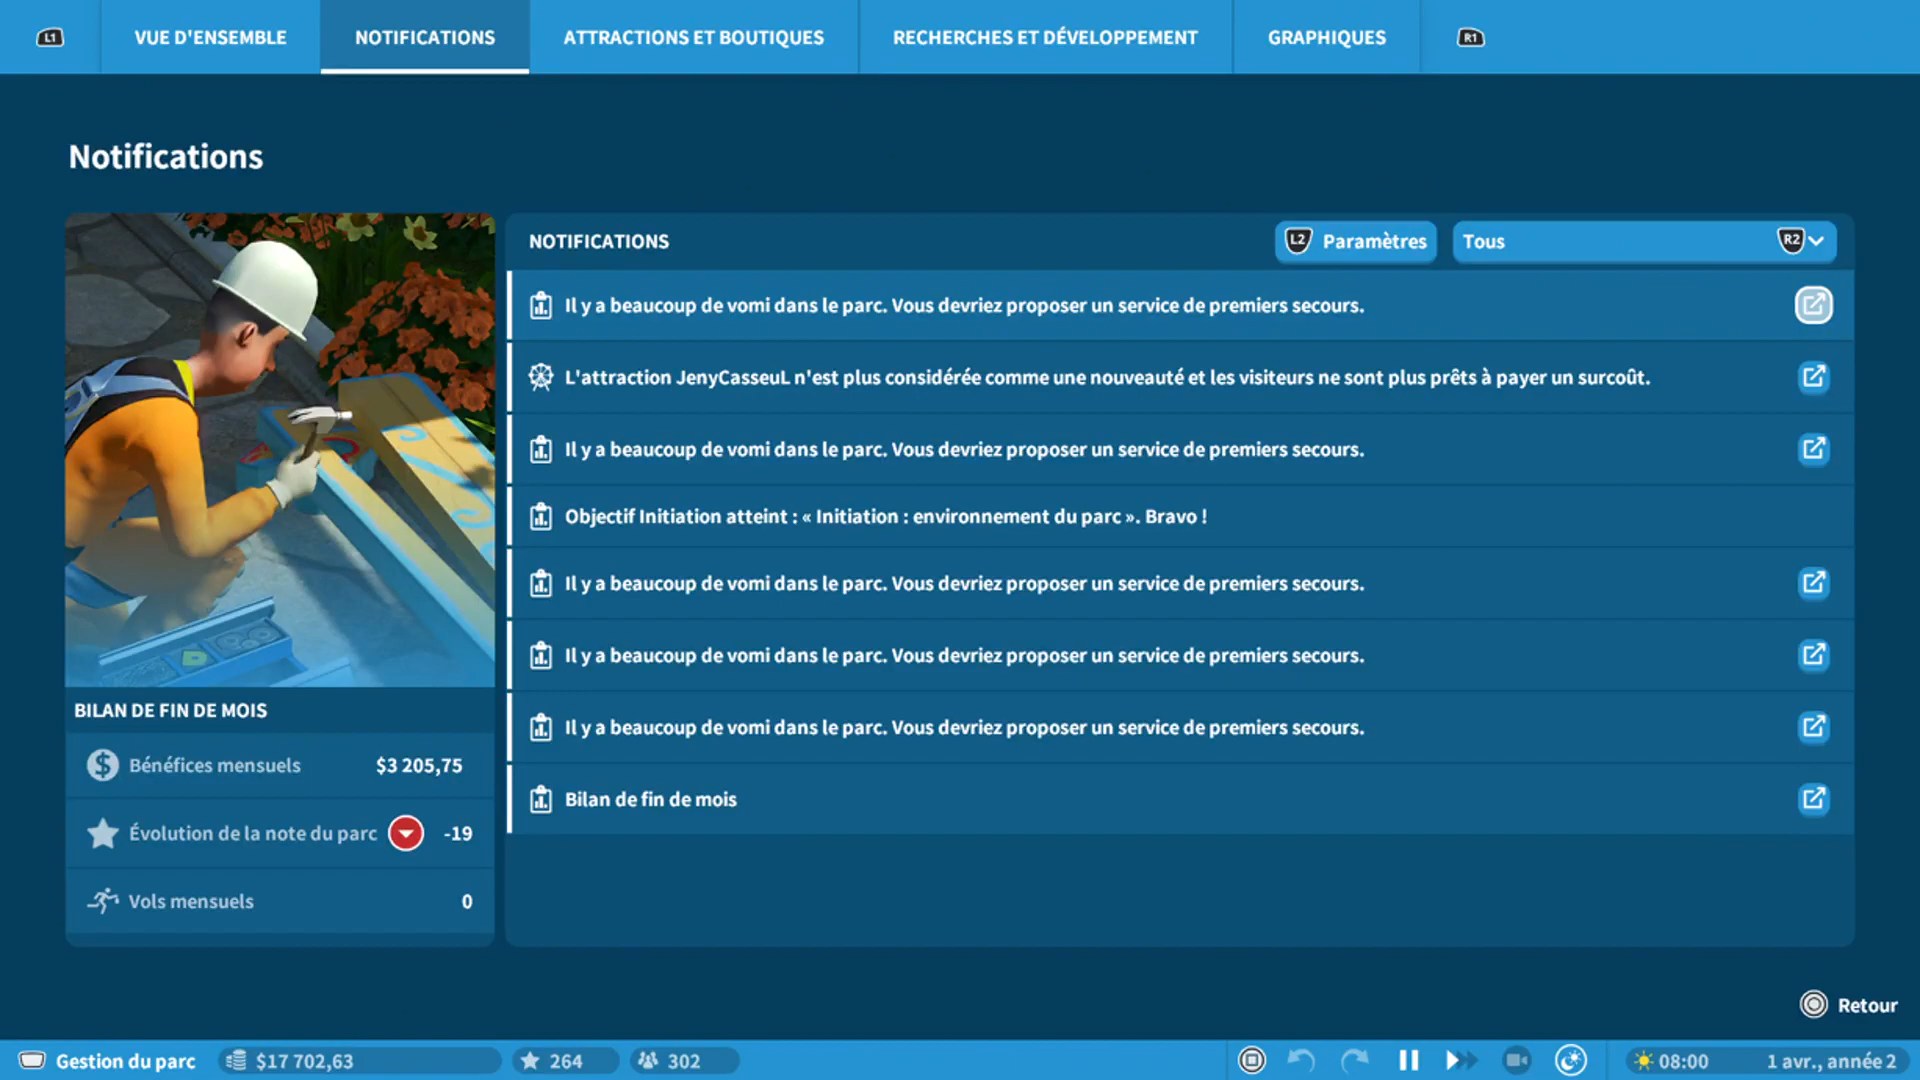 L1
VUE D'ENSEMBLE
NOTIFICATIONS
ATTRACTIONS ET BOUTIQUES
RECHERCHES ET DÉVELOPPEMENT
GRAPHIQUES
R1
Notifications
NOTIFICATIONS
L2 Paramètres
Tous R2
Il y a beaucoup de vomi dans le parc. Vous devriez proposer un service de premiers secours.
L'attraction JenyCasseuL n'est plus considérée comme une nouveauté et les visiteurs ne sont plus prêts à payer un surcoût.
Il y a beaucoup de vomi dans le parc. Vous devriez proposer un service de premiers secours.
Objectif Initiation atteint : « Initiation : environnement du parc ». Bravo !
Il y a beaucoup de vomi dans le parc. Vous devriez proposer un service de premiers secours.
Il y a beaucoup de vomi dans le parc. Vous devriez proposer un service de premiers secours.
Il y a beaucoup de vomi dans le parc. Vous devriez proposer un service de premiers secours.
Bilan de fin de mois
BILAN DE FIN DE MOIS
Bénéfices mensuels $3 205,75
Évolution de la note du parc -19
Vols mensuels 0
Retour
Gestion du parc
$17 702,63
264
302
08:00
1 avr., année 2